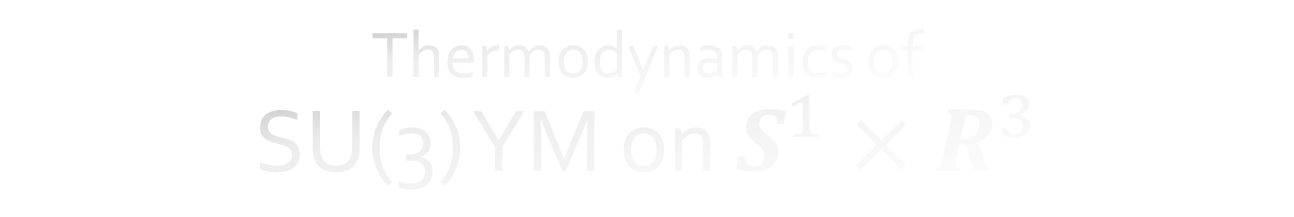 Thermodynamics of
SU(3) YM on S¹ × R³